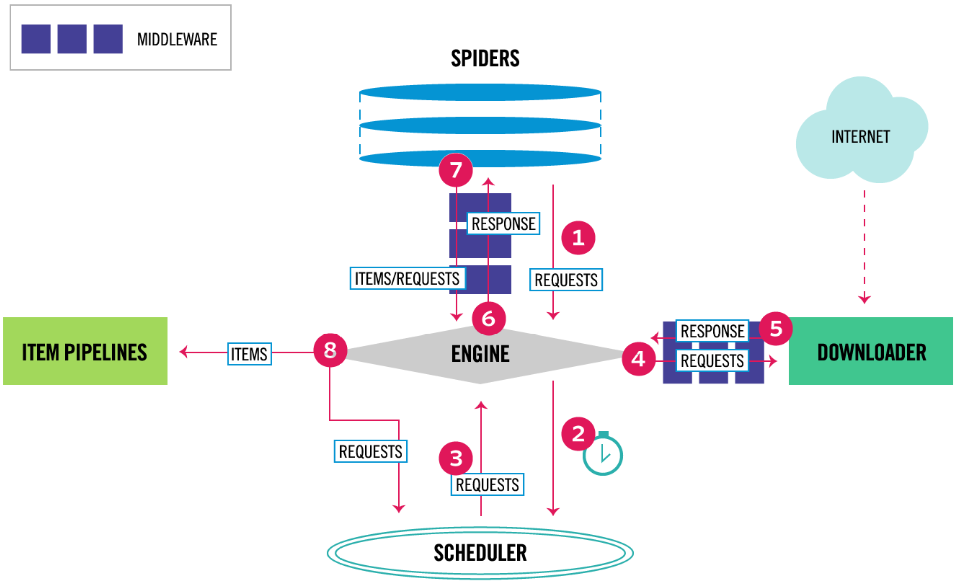 MIDDLEWARE
SPIDERS
INTERNET
7
RESPONSE
1
ITEMS/REQUESTS
REQUESTS
6
ITEM PIPELINES
ITEMS
8
ENGINE
4
RESPONSE
5
REQUESTS
DOWNLOADER
REQUESTS
3
REQUESTS
2
SCHEDULER